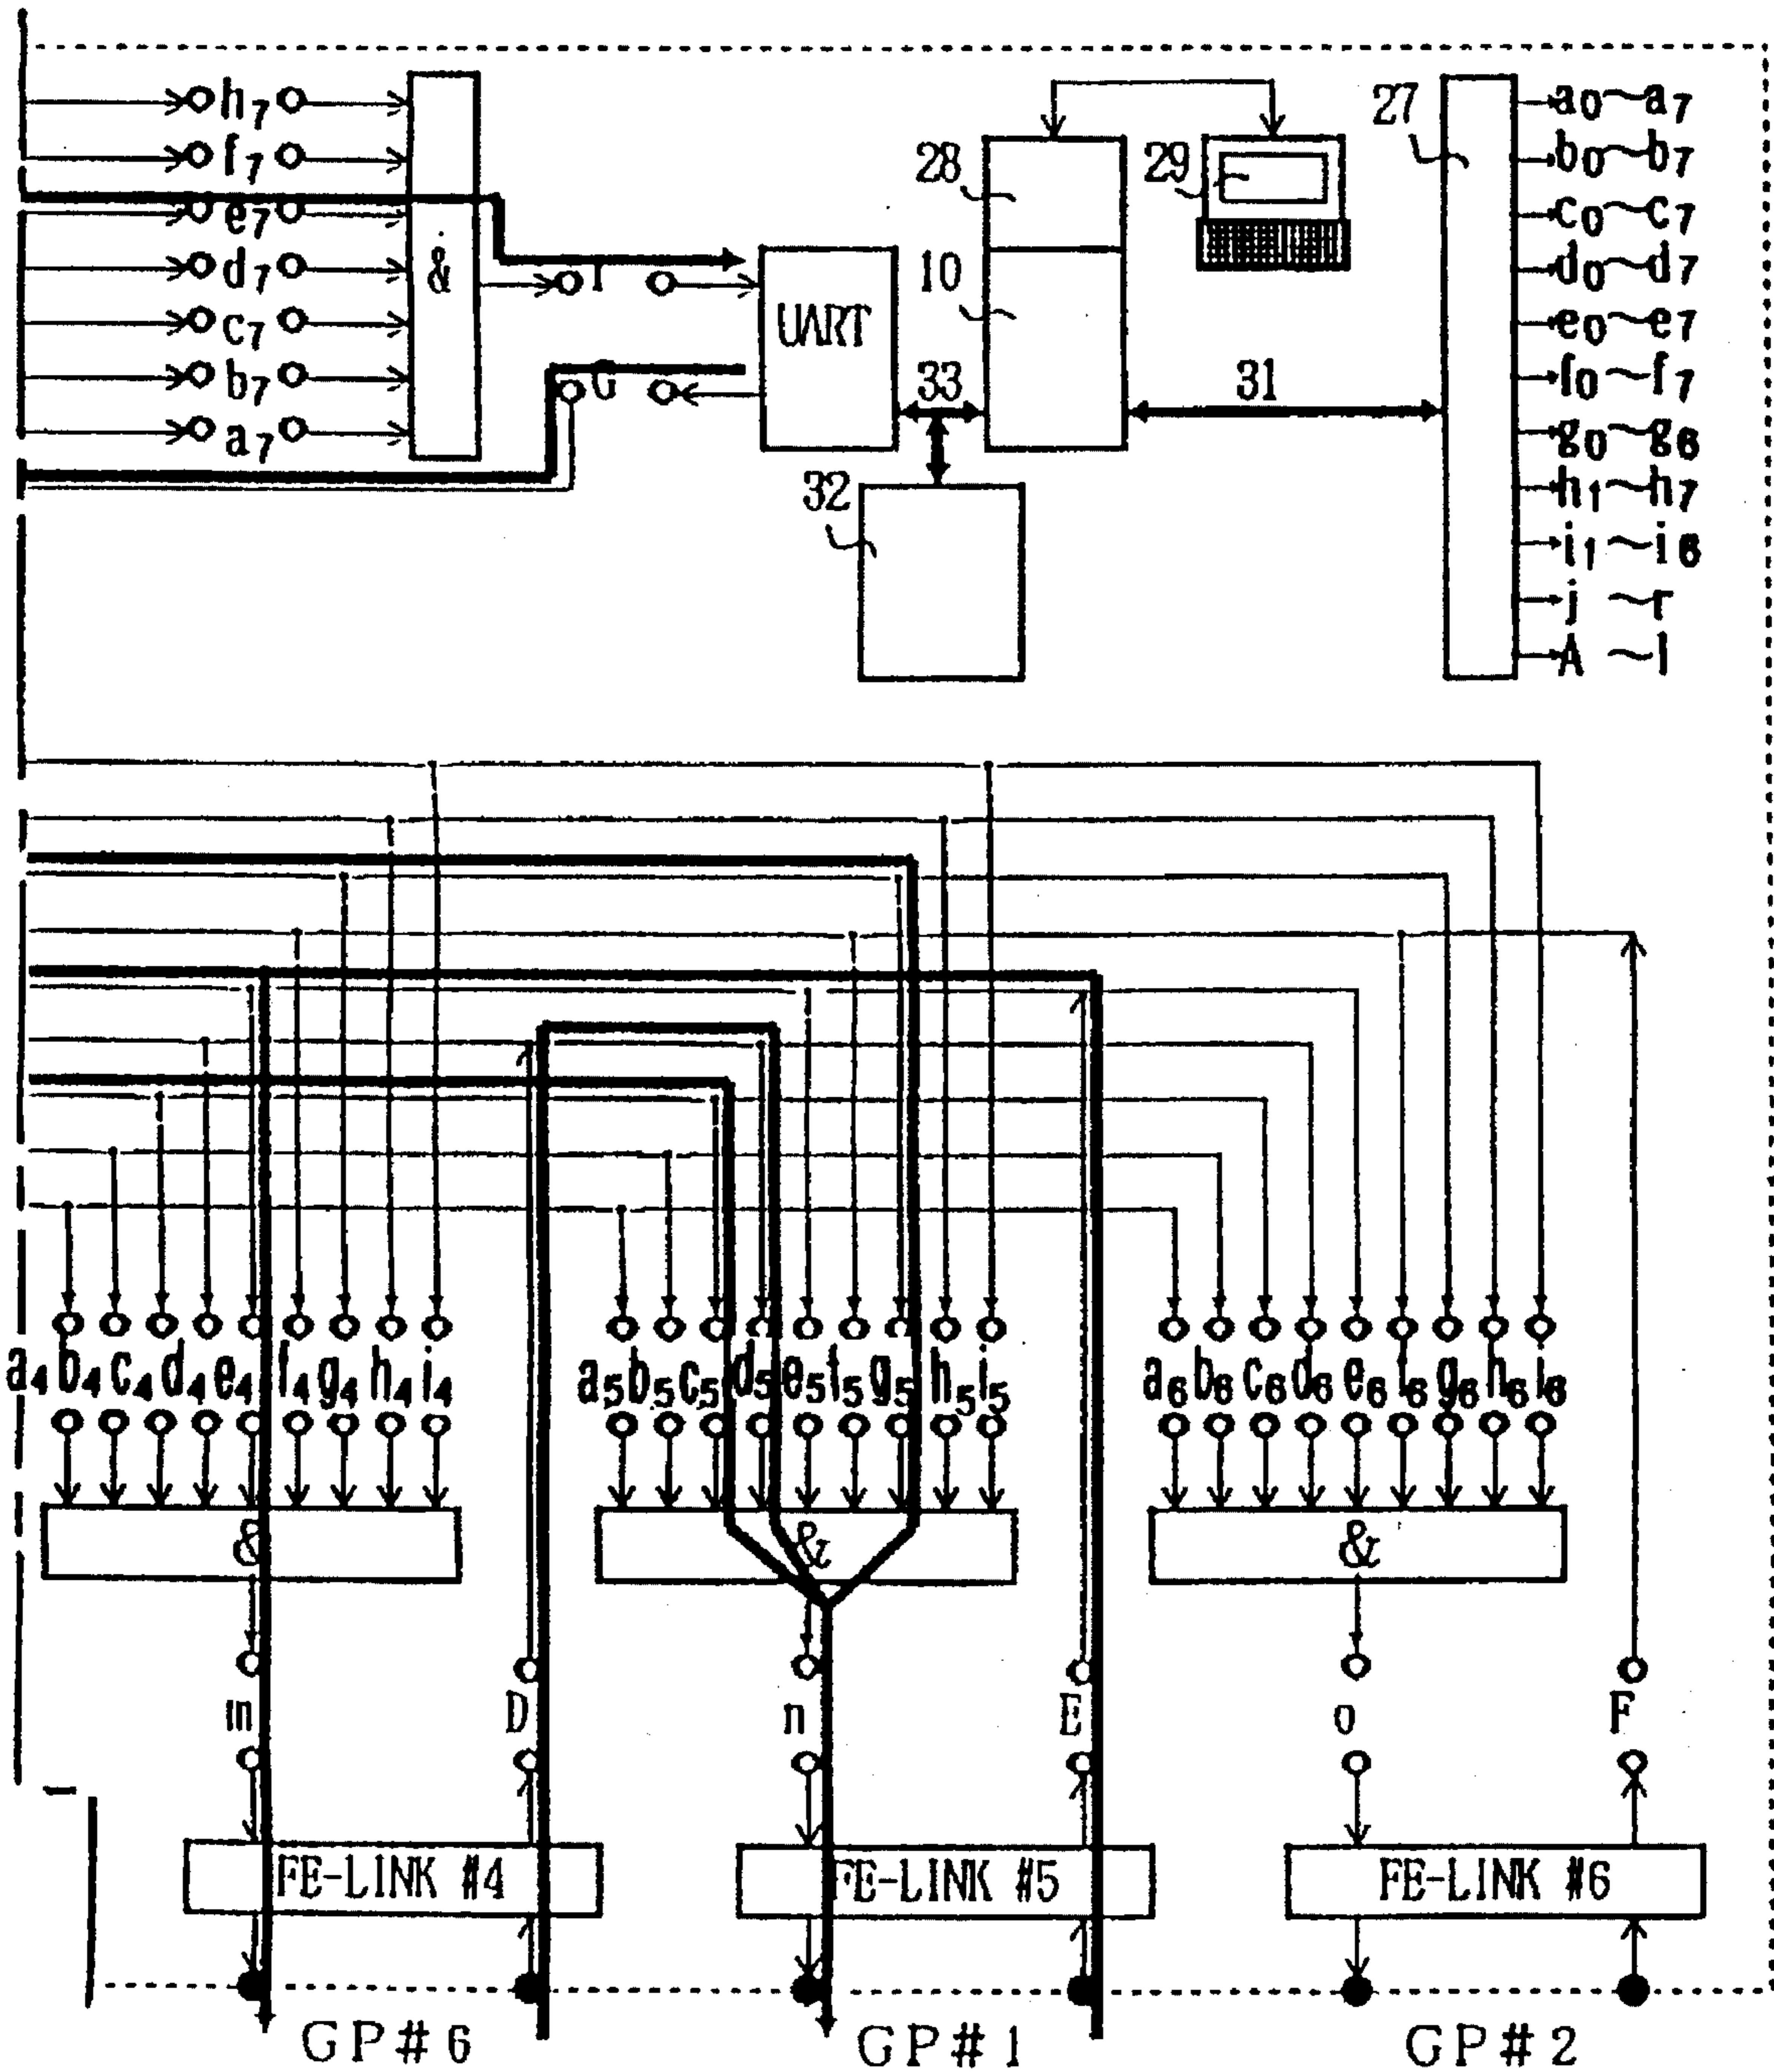 h7
f7
e7
d7
c7
b7
a7
&
UART
G
28
10
29
33
31
32
27
a0~a7
b0~b7
c0~c7
d0~d7
e0~e7
f0~f7
g0~g6
h1~h7
i1~i6
j ~r
A ~I
a4 b4 c4 d4 e4 f4 g4 h4 i4
a5 b5 c5 d5 e5 f5 g5 h5 i5
a6 b6 c6 d6 e6 f6 g6 h6 i6
& & &
m D n E o F
FE-LINK #4 FE-LINK #5 FE-LINK #6
GP#6 GP#1 GP#2